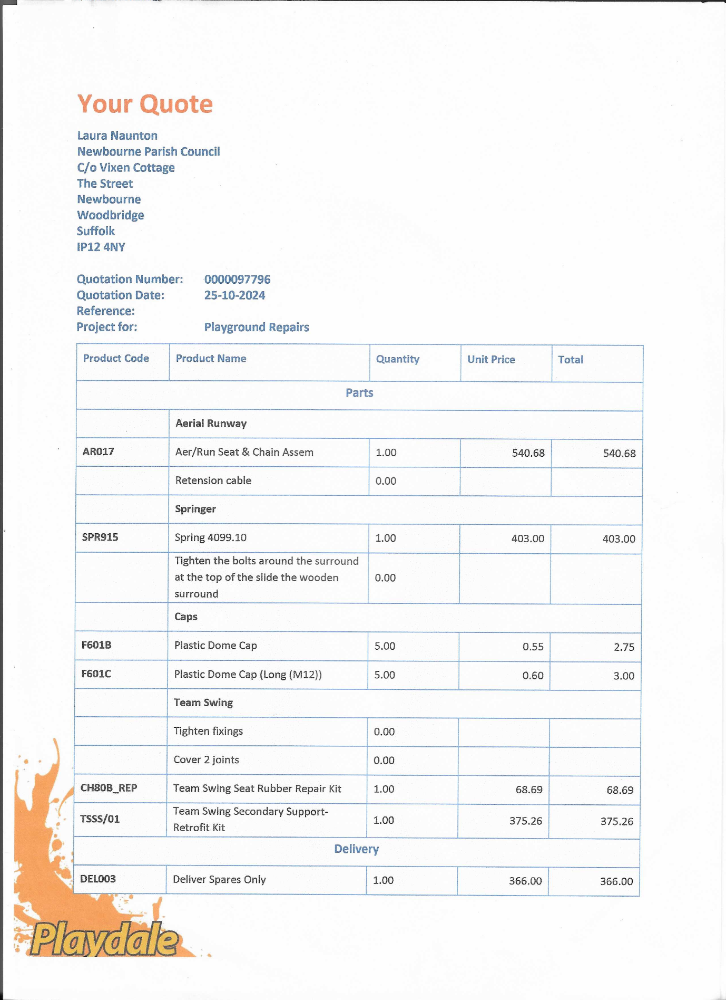 Your Quote
Laura Naunton
Newbourne Parish Council
C/o Vixen Cottage
The Street
Newbourne
Woodbridge
Suffolk
IP12 4NY
Quotation Number: 0000097796
Quotation Date: 25-10-2024
Reference:
Project for: Playground Repairs
Product Code Product Name Quantity Unit Price Total
Parts
Aerial Runway
AR017 Aer/Run Seat & Chain Assem 1.00 540.68 540.68
Retension cable 0.00
Springer
SPR915 Spring 4099.10 1.00 403.00 403.00
Tighten the bolts around the surround
at the top of the slide the wooden 0.00
surround
Caps
F601B Plastic Dome Cap 5.00 0.55 2.75
F601C Plastic Dome Cap (Long (M12)) 5.00 0.60 3.00
Team Swing
Tighten fixings 0.00
Cover 2 joints 0.00
CH80B_REP Team Swing Seat Rubber Repair Kit 1.00 68.69 68.69
TSSS/01 Team Swing Secondary Support- 1.00 375.26 375.26
Retrofit Kit
Delivery
DEL003 Deliver Spares Only 1.00 366.00 366.00
Playdale